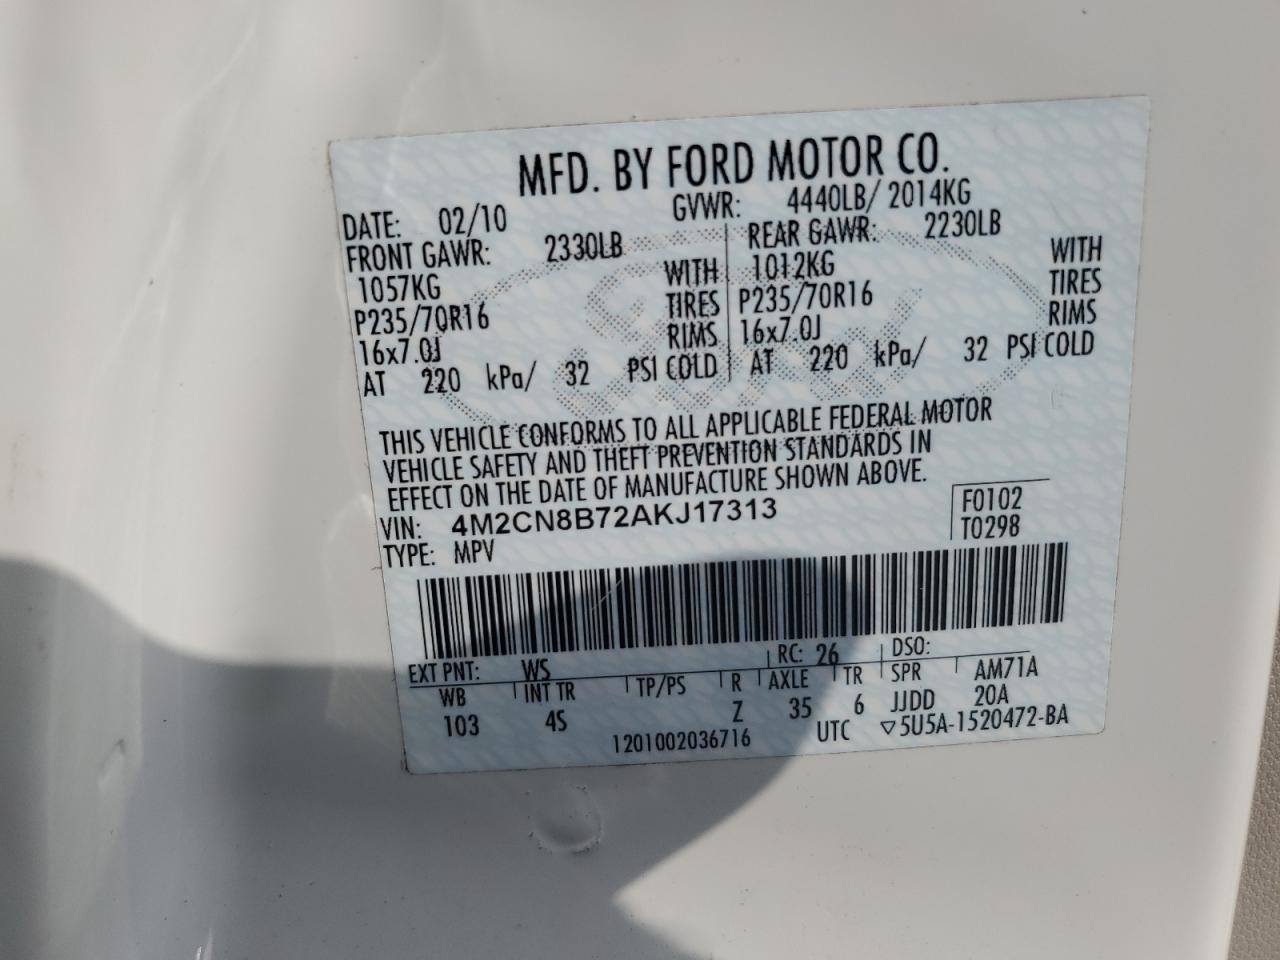 MFD. BY FORD MOTOR CO.
DATE: 02/10 GVWR: 4440LB/ 2014KG
FRONT GAWR: 2330LB REAR GAWR: 2230LB
1057KG WITH 1012KG WITH
P235/70R16 TIRES P235/70R16 TIRES
16x7.0J RIMS 16x7.0J RIMS
AT 220 kPa/ 32 PSI COLD AT 220 kPa/ 32 PSI COLD
THIS VEHICLE CONFORMS TO ALL APPLICABLE FEDERAL MOTOR
VEHICLE SAFETY AND THEFT PREVENTION STANDARDS IN
EFFECT ON THE DATE OF MANUFACTURE SHOWN ABOVE.
VIN: 4M2CN8B72AKJ17313 F0102
TYPE: MPV T0298
EXT PNT: WS RC: 26 DSO:
WB INT TR TP/PS R AXLE TR SPR AM71A
103 4S Z 35 6 JJDD 20A
1201002036716 UTC ▽5U5A-1520472-BA